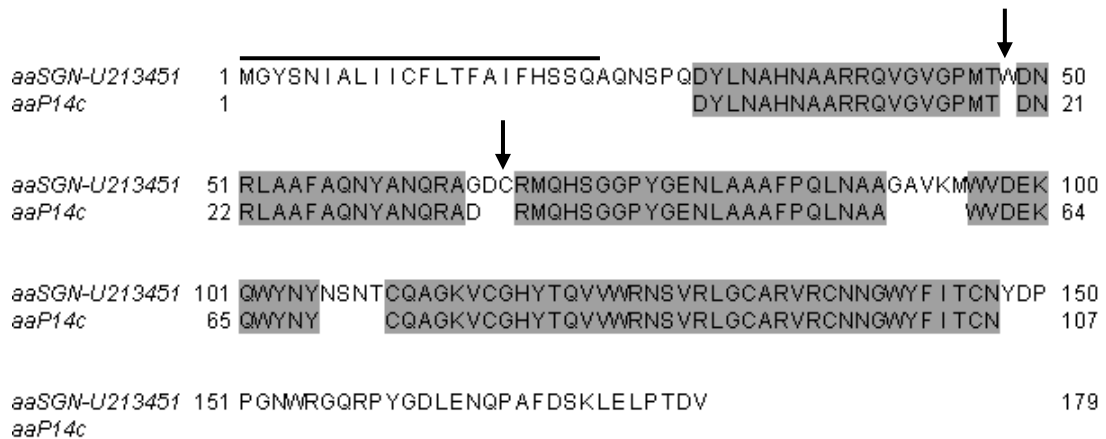 aaSGN-U213451 1 MGYSNIALIICFLTFAIFHSSQAQNSPQDYLNAHNAARRQVGVGPMTWDN 50
aaP14c 1 DYLNAHNAARRQVGVGPMT DN 21
aaSGN-U213451 51 RLAAFAQNYANQRAGDCRMQHSGGPYGENLAAAFPQLNAAGAVKMWVDEK 100
aaP14c 22 RLAAFAQNYANQRAD RMQHSGGPYGENLAAAFPQLNAA WVDEK 64
aaSGN-U213451 101 QWYNYNSNTCQAGKVCGHYTQVVWRNSVRLGCARVRCNNGWYFITCNYDP 150
aaP14c 65 QWYNY CQAGKVCGHYTQVVWRNSVRLGCARVRCNNGWYFITCN 107
aaSGN-U213451 151 PGNWRGQRPYGDLENQPAFDSKLELPTDV 179
aaP14c